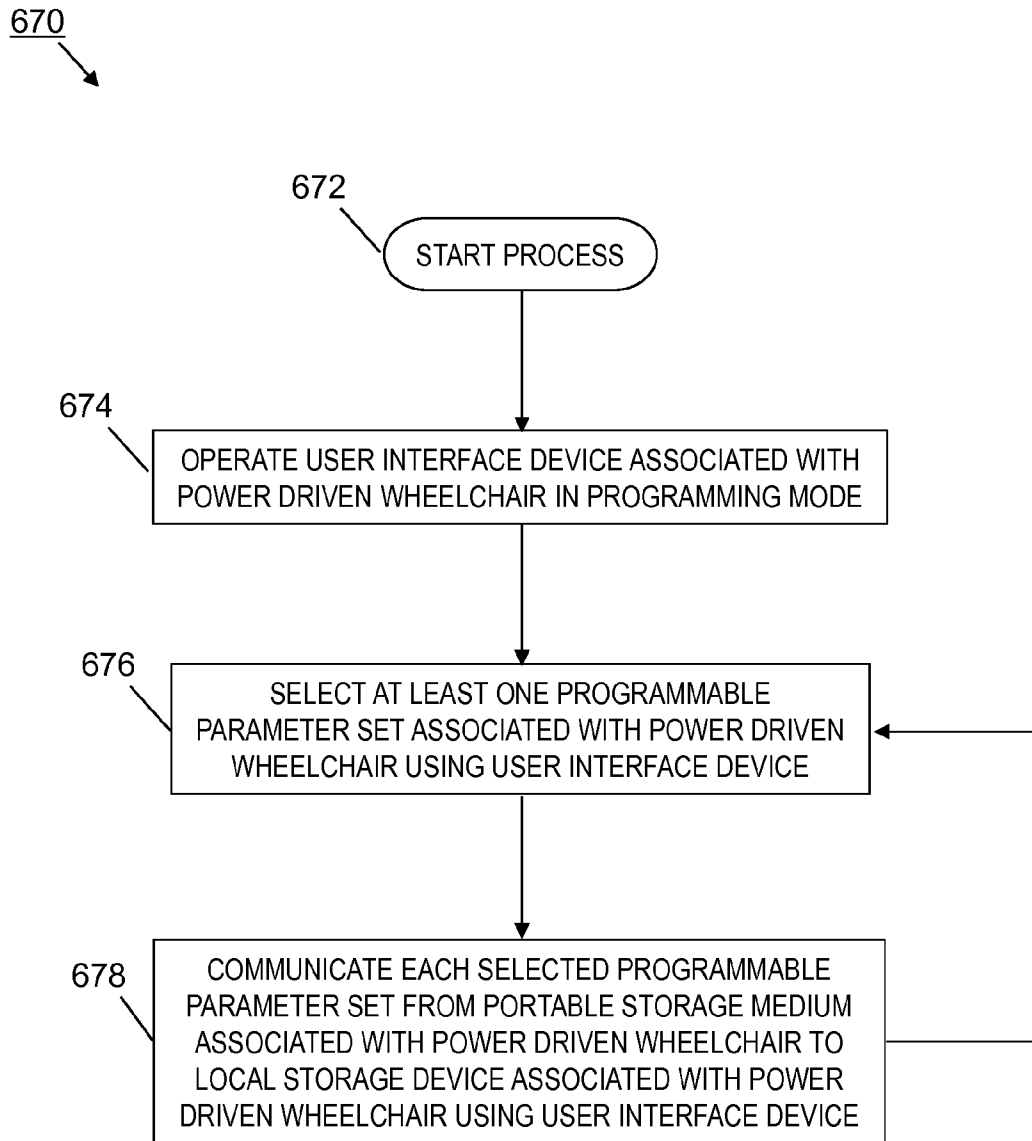 670
672
START PROCESS
674
OPERATE USER INTERFACE DEVICE ASSOCIATED WITH
POWER DRIVEN WHEELCHAIR IN PROGRAMMING MODE
676
SELECT AT LEAST ONE PROGRAMMABLE
PARAMETER SET ASSOCIATED WITH POWER DRIVEN
WHEELCHAIR USING USER INTERFACE DEVICE
678
COMMUNICATE EACH SELECTED PROGRAMMABLE
PARAMETER SET FROM PORTABLE STORAGE MEDIUM
ASSOCIATED WITH POWER DRIVEN WHEELCHAIR TO
LOCAL STORAGE DEVICE ASSOCIATED WITH POWER
DRIVEN WHEELCHAIR USING USER INTERFACE DEVICE